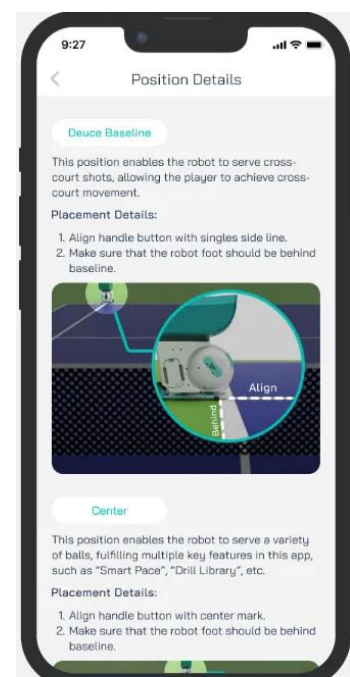 9:27
Position Details
Deuce Baseline
This position enables the robot to serve cross-
court shots, allowing the player to achieve cross-
court movement.
Placement Details:
1. Align handle button with singles side line.
2. Make sure that the robot foot should be behind
baseline.
Align
Behind
Center
This position enables the robot to serve a variety
of balls, fulfilling multiple key features in this app,
such as “Smart Pace”, “Drill Library”, etc.
Placement Details:
1. Align handle button with center mark.
2. Make sure that the robot foot should be behind
baseline.